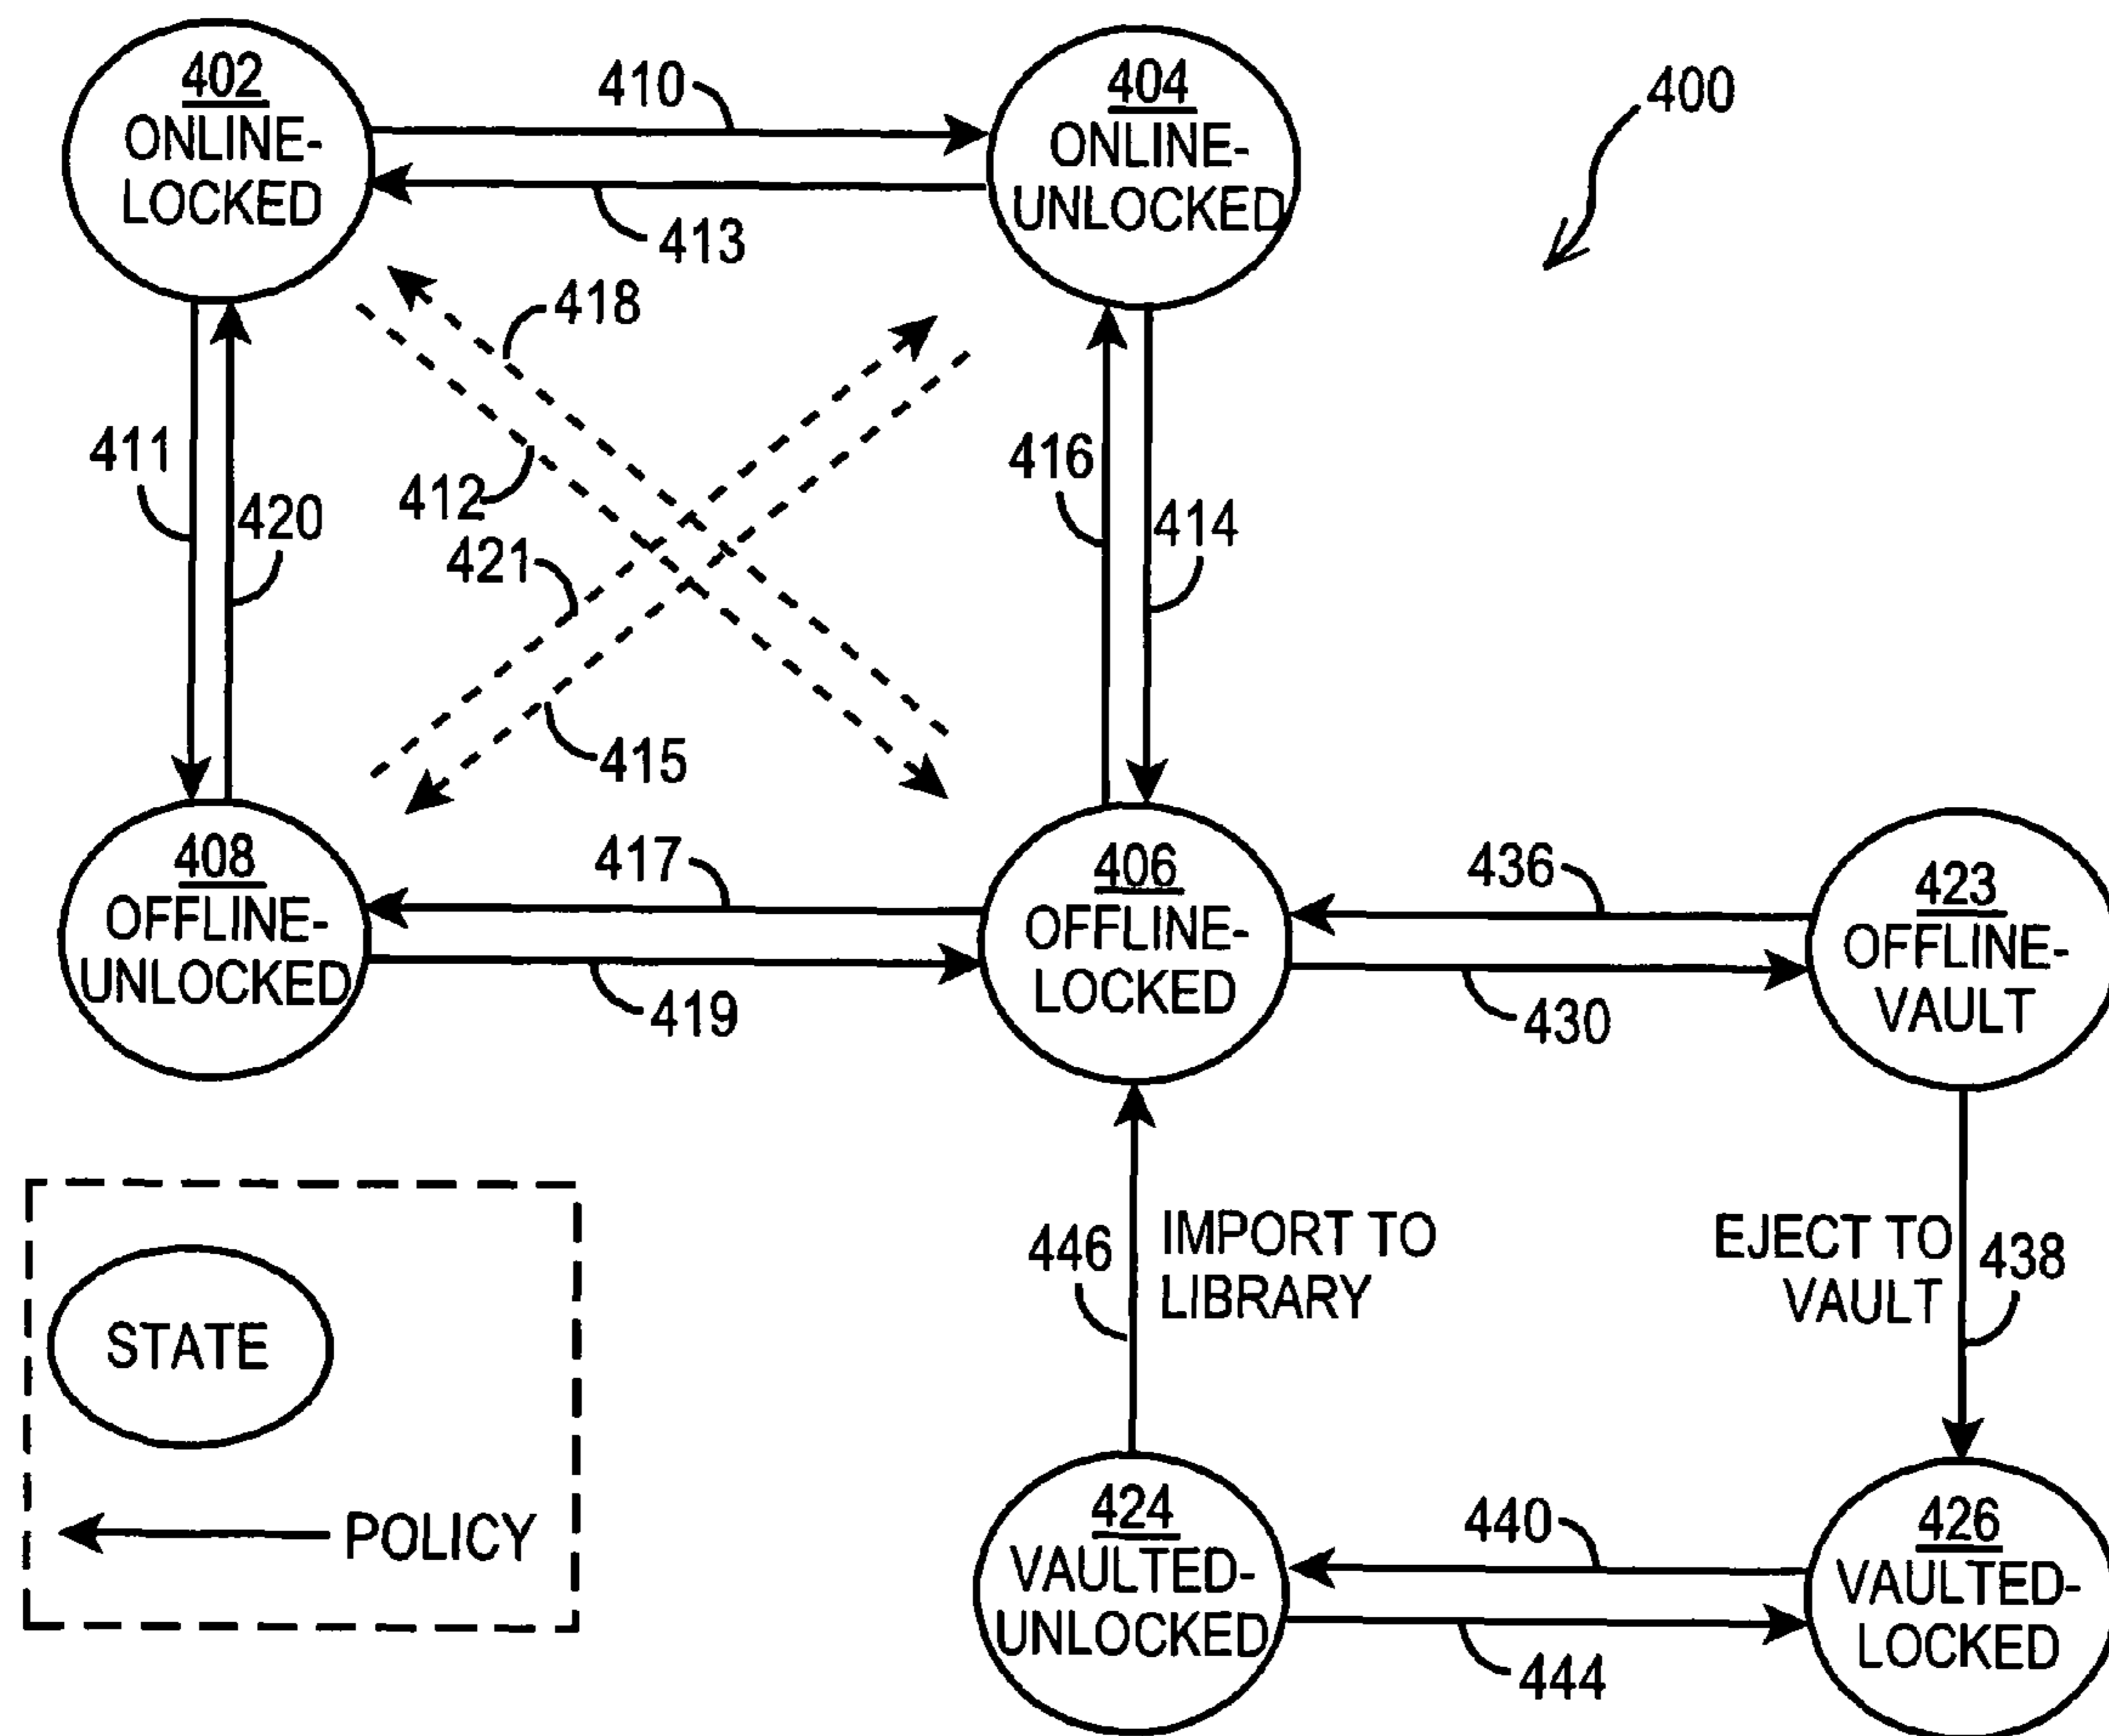 402
ONLINE-
LOCKED
410
404
ONLINE-
UNLOCKED
400
413
418
411
412
416
420
414
421
415
408
OFFLINE-
UNLOCKED
417
406
OFFLINE-
LOCKED
436
423
OFFLINE-
VAULT
419
430
446
IMPORT TO
LIBRARY
EJECT TO
VAULT
438
STATE
POLICY
424
VAULTED-
UNLOCKED
440
426
VAULTED-
LOCKED
444